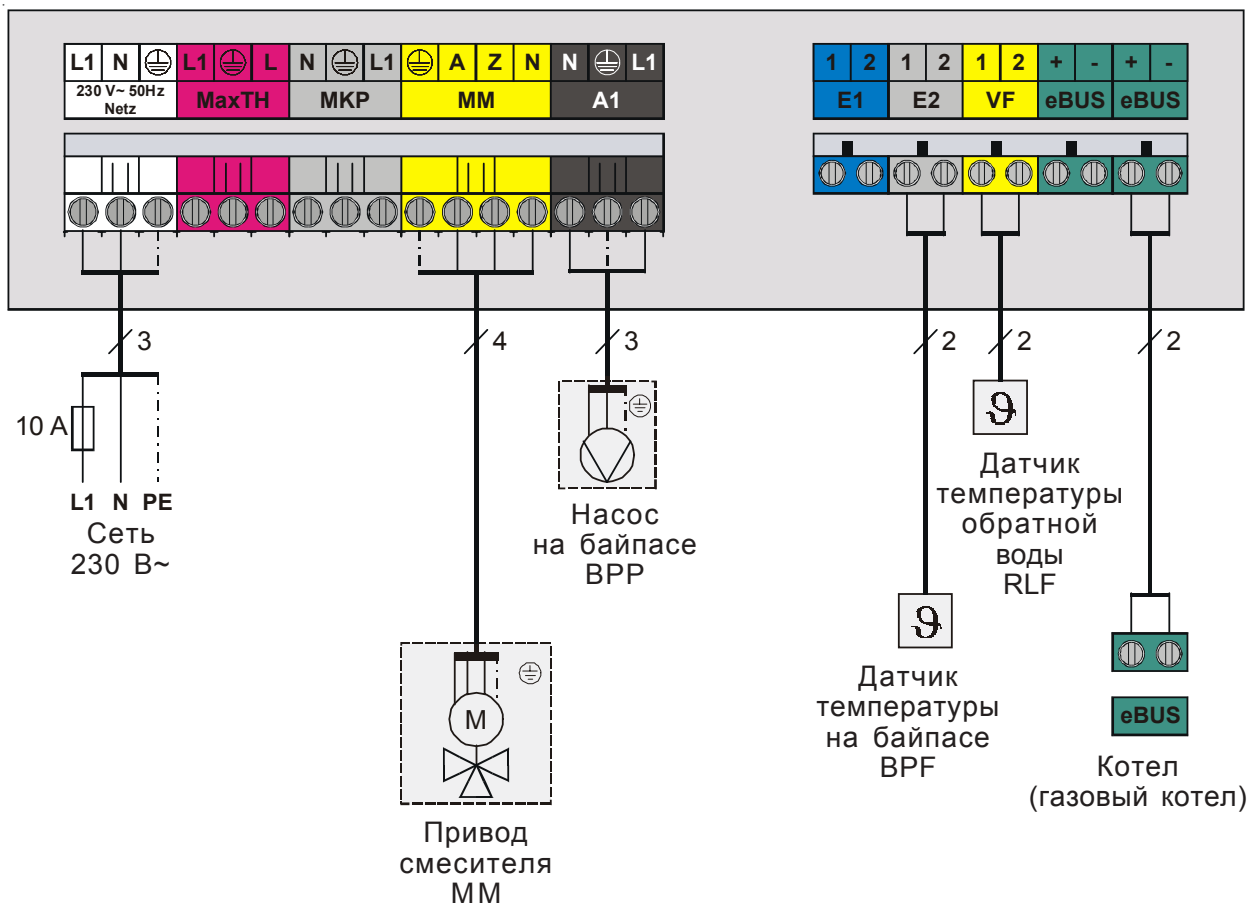 L1 N L1 L N L1 A Z N N L1
230 V~ 50Hz
Netz
MaxTH
MKP
MM
A1
1 2 1 2 1 2 + - + -
E1 E2 VF eBUS eBUS
3
4
3
2
2
2
10 A
L1 N PE
Сеть
230 В~
Насос
на байпасе
BPP
ϑ
Датчик
температуры
обратной
воды
RLF
ϑ
Датчик
температуры
на байпасе
BPF
M
Привод
смесителя
ММ
eBUS
Котел
(газовый котел)